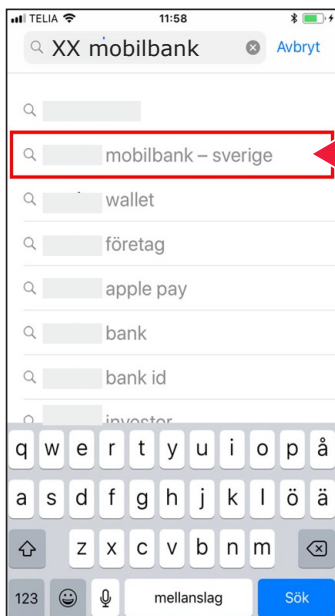 TELIA 11:58
XX mobilbank Avbryt
mobilbank – sverige
wallet
företag
apple pay
bank
bank id
investor
q w e r t y u i o p å
a s d f g h j k l ö ä
z x c v b n m
123 mellanslag Sök